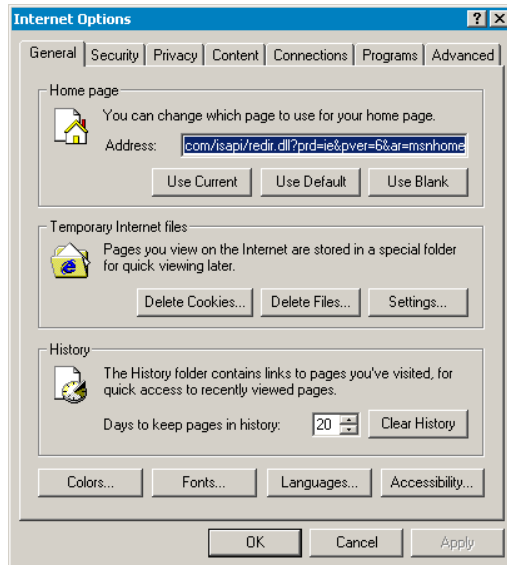 Internet Options
General Security Privacy Content Connections Programs Advanced
Home page
You can change which page to use for your home page.
Address: com/isapi/redir.dll?prd=ie&pver=6&ar=msnhome
Use Current Use Default Use Blank
Temporary Internet files
Pages you view on the Internet are stored in a special folder
for quick viewing later.
Delete Cookies... Delete Files... Settings...
History
The History folder contains links to pages you've visited, for
quick access to recently viewed pages.
Days to keep pages in history: 20 Clear History
Colors... Fonts... Languages... Accessibility...
OK Cancel Apply